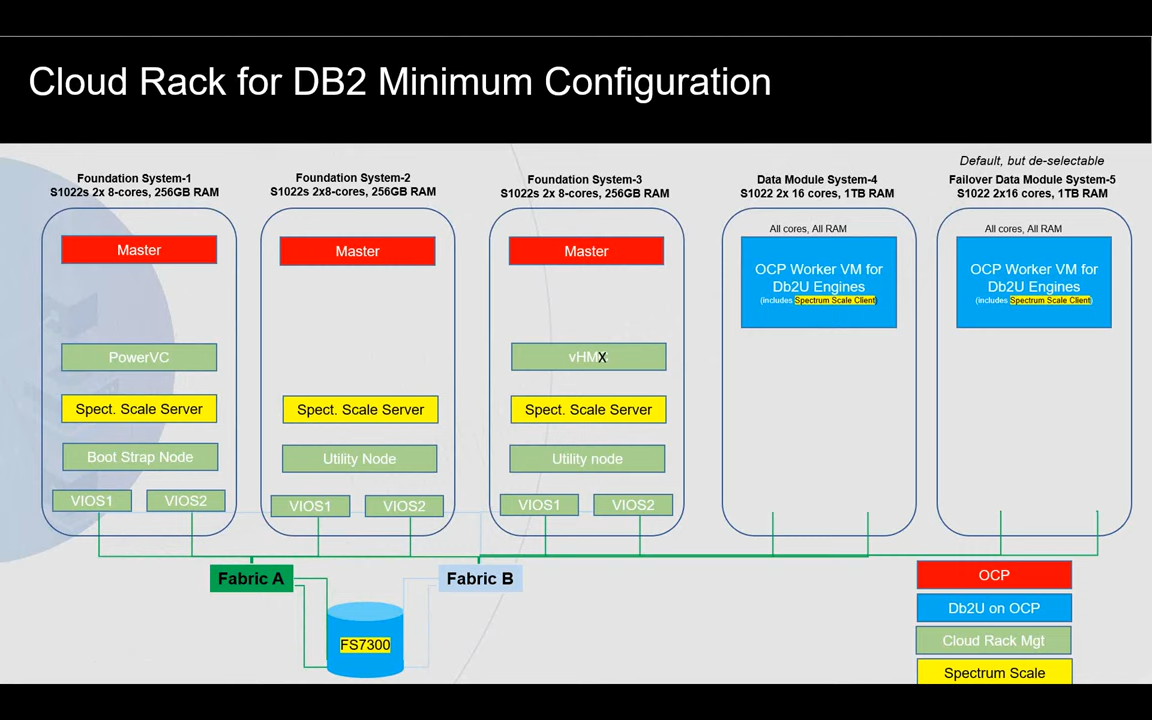 Cloud Rack for DB2 Minimum Configuration
Default, but de-selectable
Foundation System-1
S1022s 2x 8-cores, 256GB RAM
Foundation System-2
S1022s 2x8-cores, 256GB RAM
Foundation System-3
S1022s 2x 8-cores, 256GB RAM
Data Module System-4
S1022 2x 16 cores, 1TB RAM
Failover Data Module System-5
S1022 2x16 cores, 1TB RAM
Master
PowerVC
Spect. Scale Server
Boot Strap Node
VIOS1
VIOS2
Master
Spect. Scale Server
Utility Node
VIOS1
VIOS2
Master
Spect. Scale Server
Utility node
VIOS1
VIOS2
All cores, All RAM
OCP Worker VM for
Db2U Engines
(includes Spectrum Scale Client)
All cores, All RAM
OCP Worker VM for
Db2U Engines
(includes Spectrum Scale Client)
Fabric A
Fabric B
FS7300
OCP
Db2U on OCP
Cloud Rack Mgt
Spectrum Scale